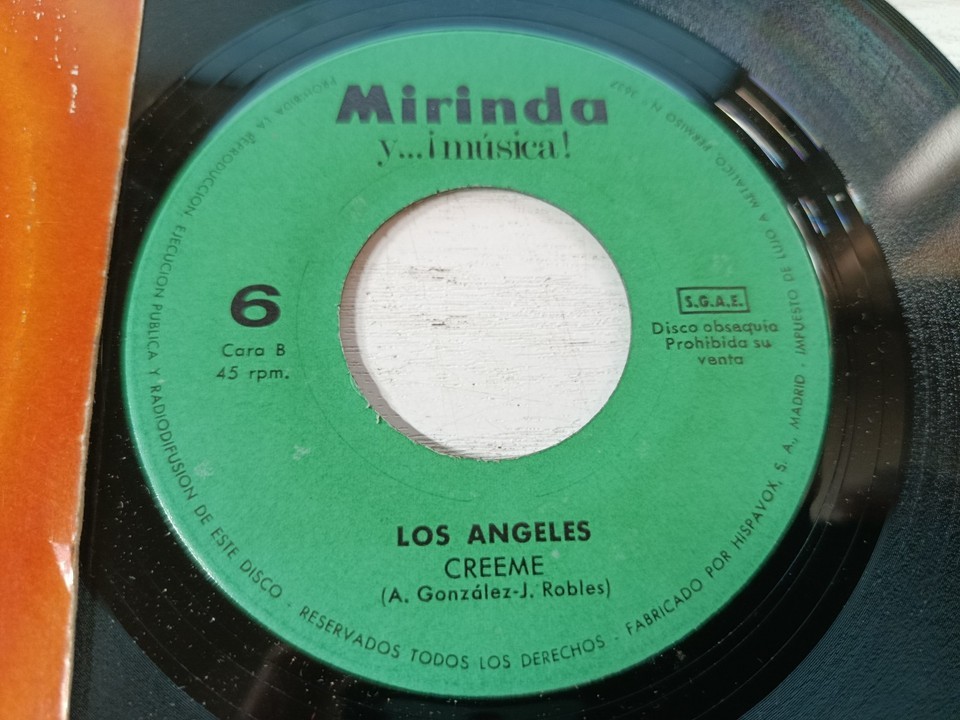 Mirinda
y...¡música!
6
Cara B
45 rpm.
S.G.A.E.
Disco obsequio
Prohibida su
venta
LOS ANGELES
CREEME
(A. González-J. Robles)
PROHIBIDA LA REPRODUCCION, EJECUCION PUBLICA Y RADIODIFUSION DE ESTE DISCO · RESERVADOS TODOS LOS DERECHOS · FABRICADO POR HISPAVOX, S. A., MADRID · IMPUESTO DE LUJO A METALICO, PERMISO N.º